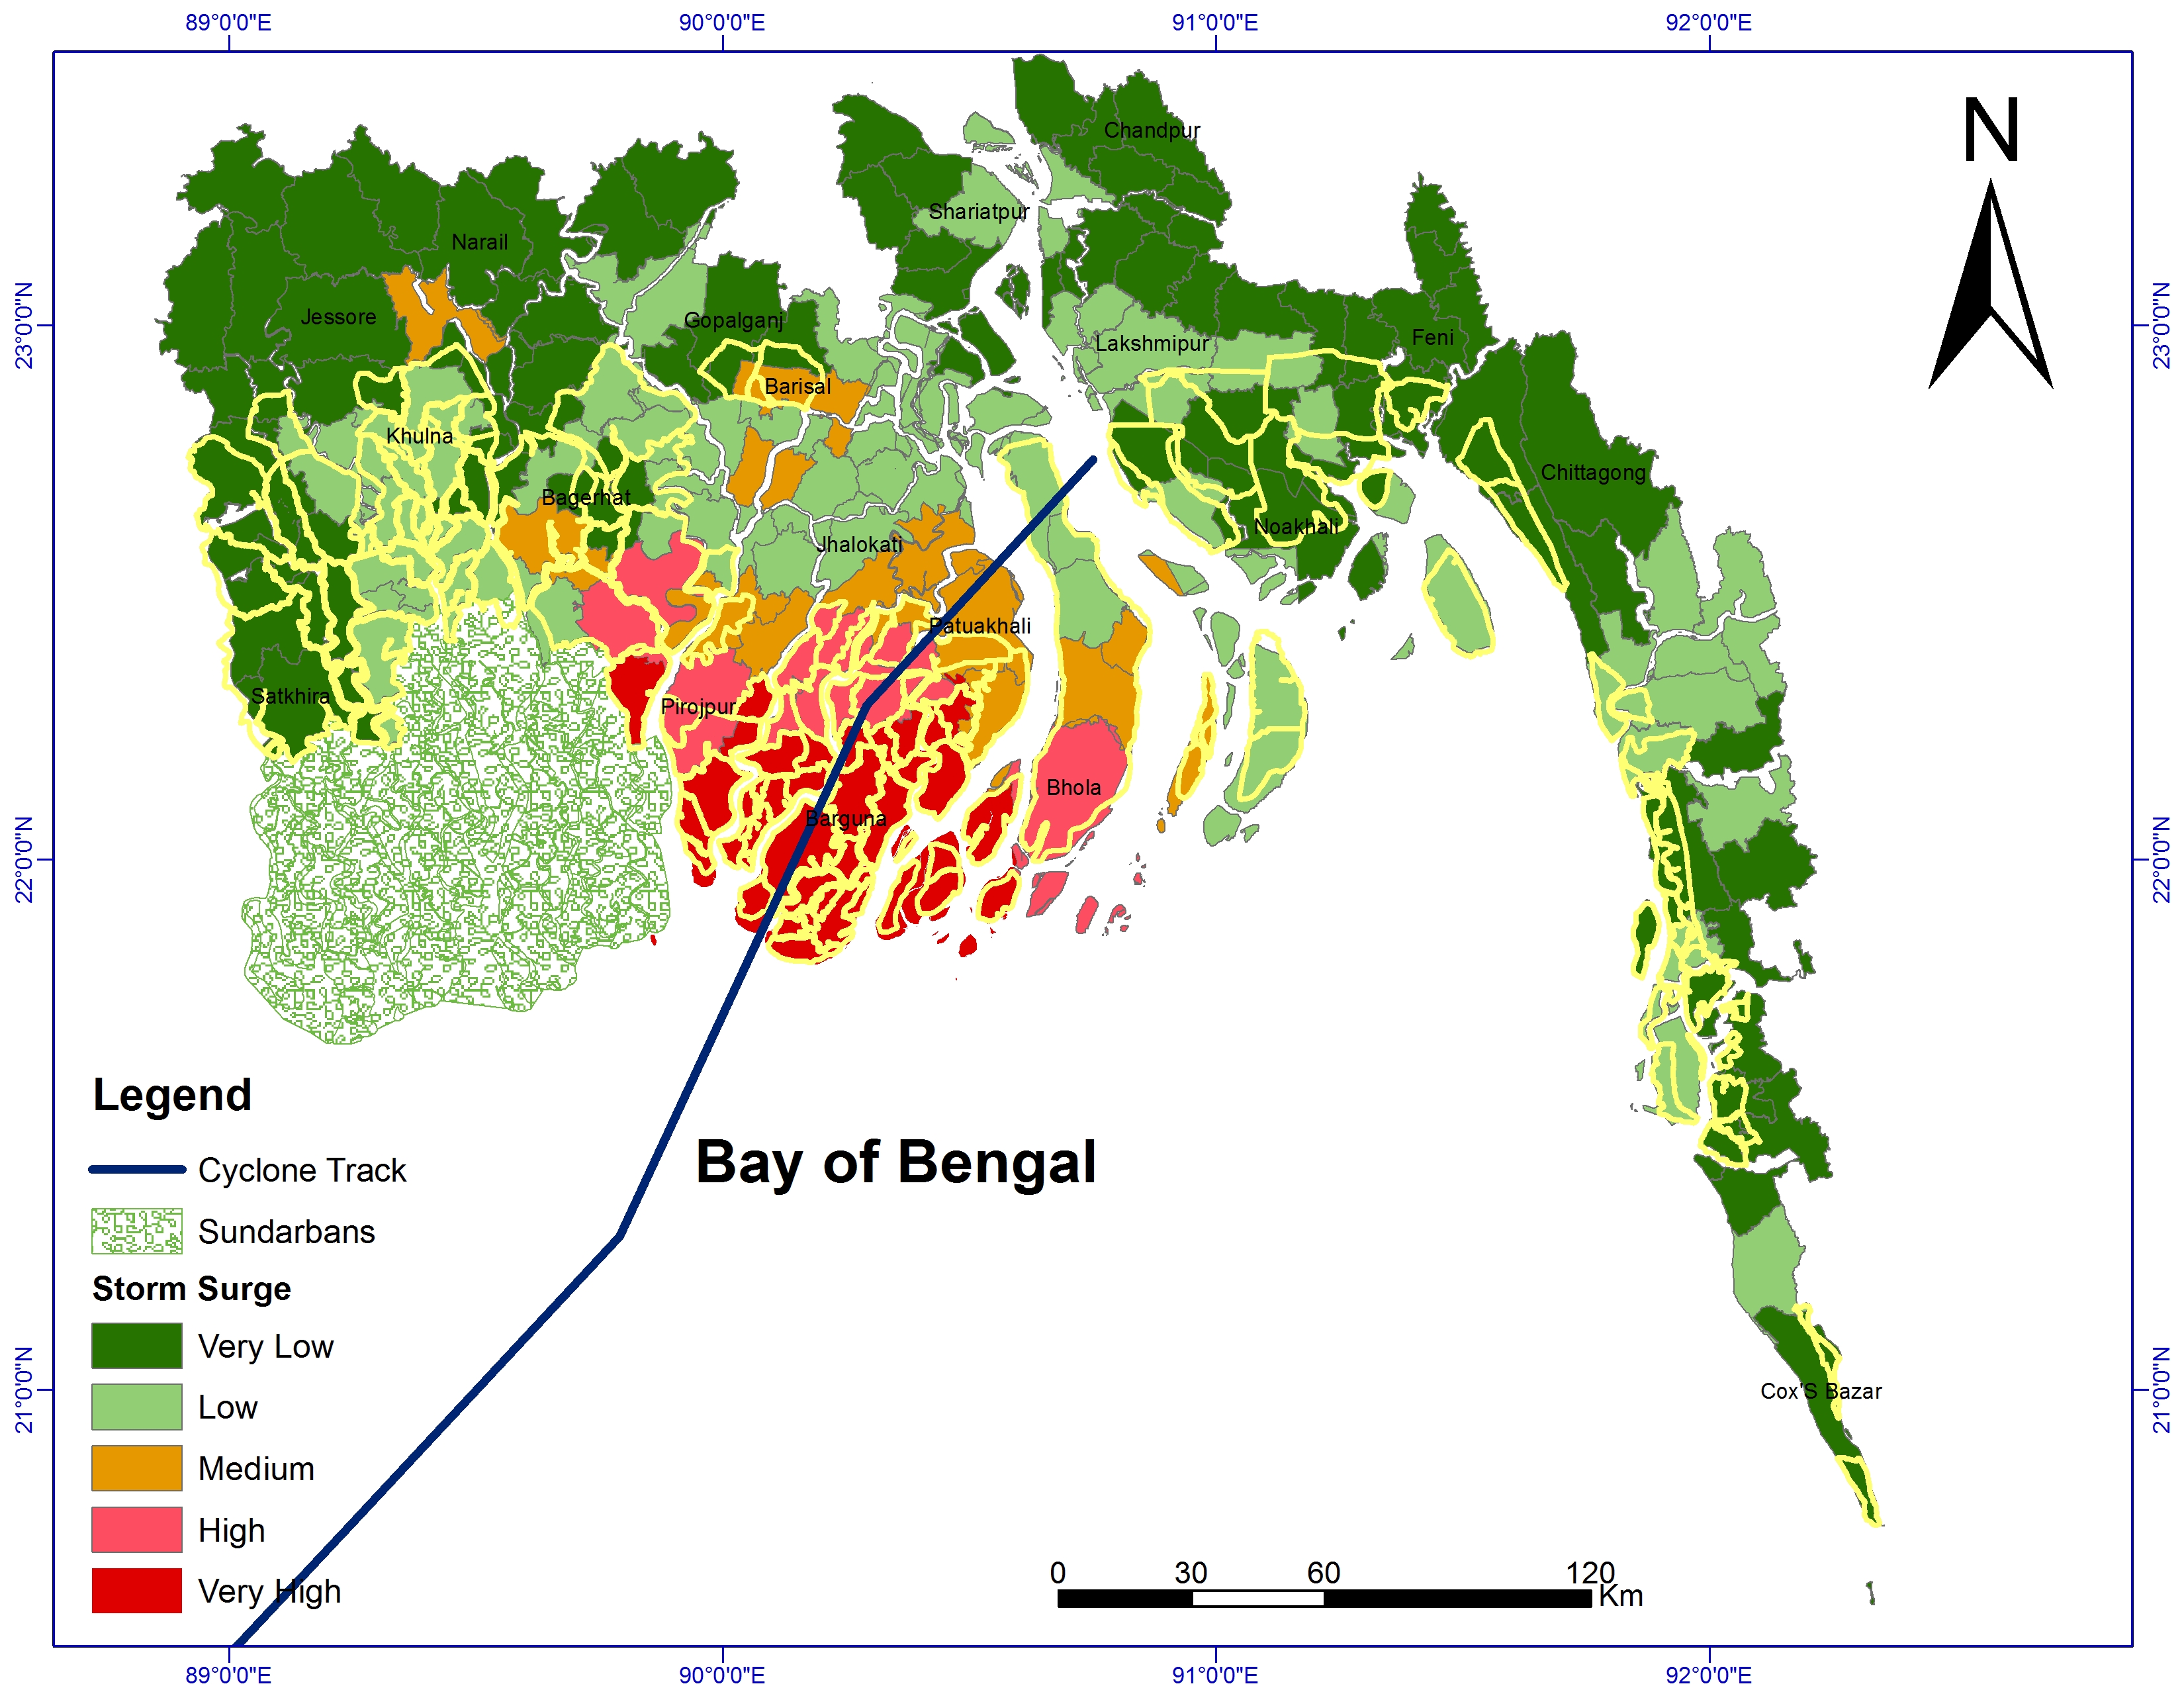 89°0'0"E
90°0'0"E
91°0'0"E
92°0'0"E
N
Chandpur
Shariatpur
Narail
23°0'0"N
Jessore
Gopalganj
Lakshmipur
Feni
23°0'0"N
Barisal
Khulna
Chittagong
Bagerhat
Noakhali
Jhalokati
Patuakhali
Satkhira
Pirojpur
Bhola
Barguna
22°0'0"N
22°0'0"N
Legend
Cyclone Track
Sundarbans
Storm Surge
Very Low
Low
Medium
High
Very High
Bay of Bengal
21°0'0"N
21°0'0"N
Cox'S Bazar
0 30 60 120
Km
89°0'0"E
90°0'0"E
91°0'0"E
92°0'0"E